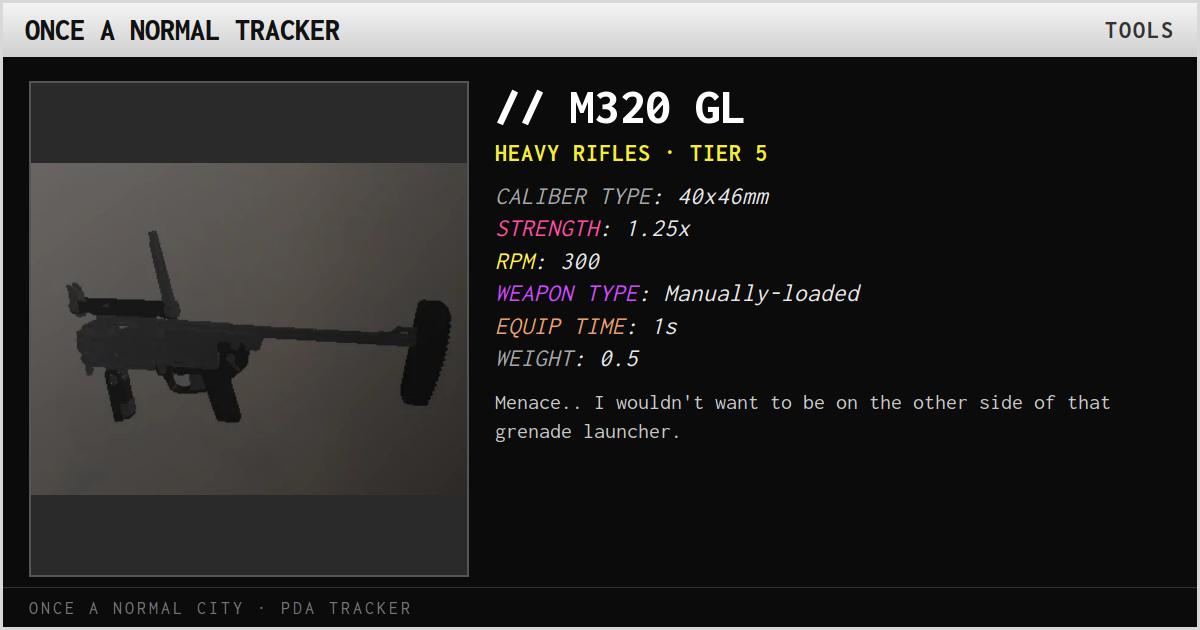 ONCE A NORMAL TRACKER
TOOLS
// M320 GL
HEAVY RIFLES · TIER 5
CALIBER TYPE: 40x46mm
STRENGTH: 1.25x
RPM: 300
WEAPON TYPE: Manually-loaded
EQUIP TIME: 1s
WEIGHT: 0.5
Menace.. I wouldn't want to be on the other side of that
grenade launcher.
ONCE A NORMAL CITY · PDA TRACKER